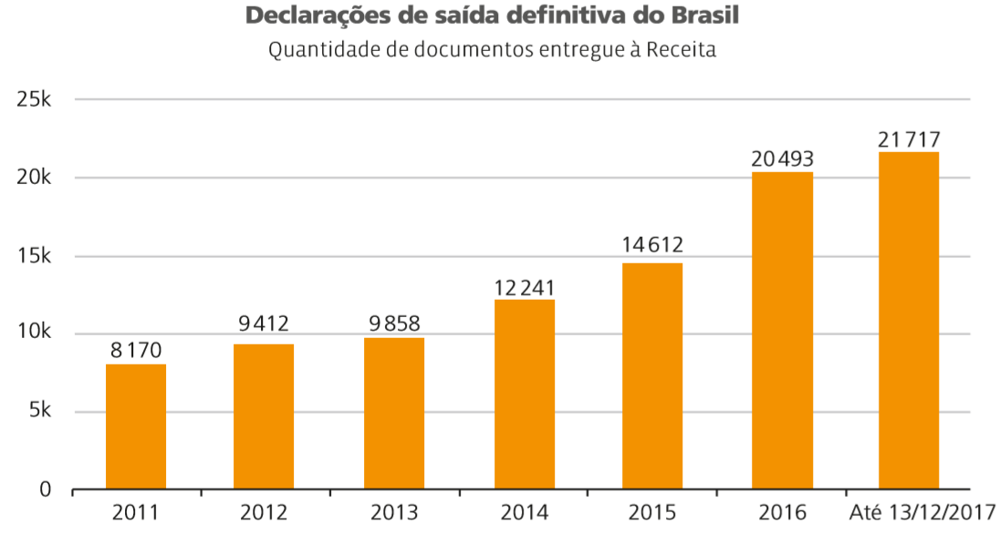 Declarações de saída definitiva do Brasil
Quantidade de documentos entregue à Receita
25k
20k
15k
10k
5k
0
8 170
9 412
9 858
12 241
14 612
20 493
21 717
2011
2012
2013
2014
2015
2016
Até 13/12/2017